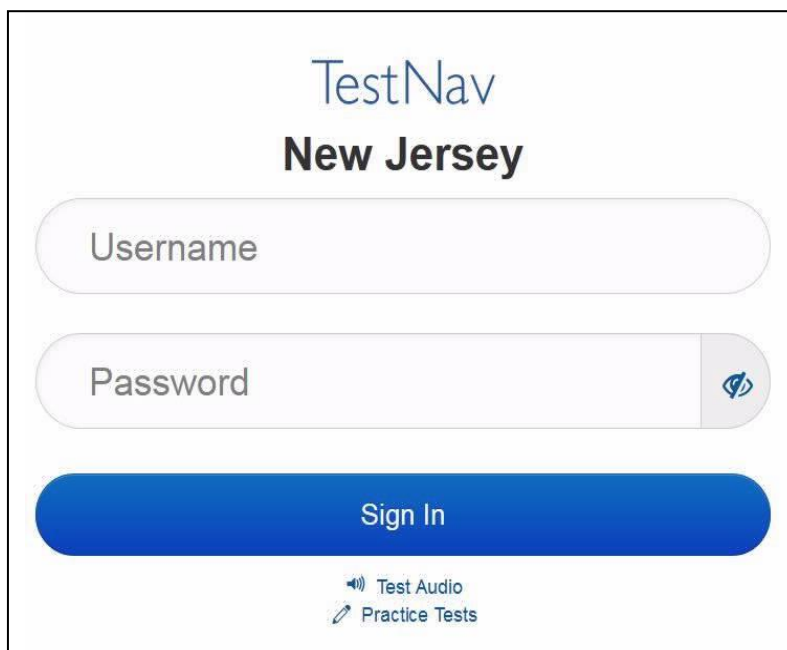 TestNav
New Jersey
Username
Password
Sign In
Test Audio
Practice Tests